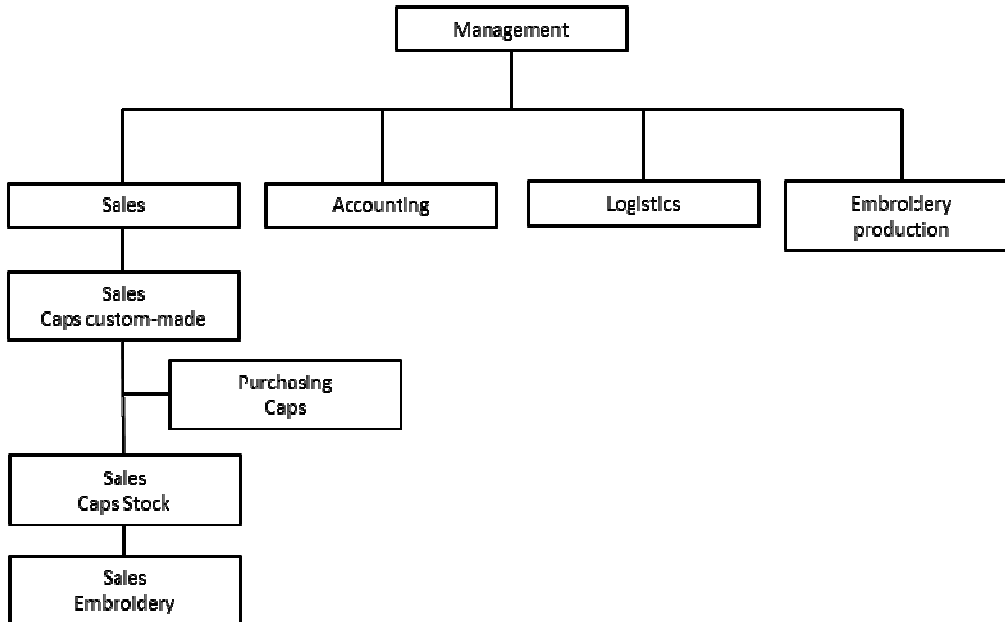 Management
Sales
Accounting
Logistics
Embroidery
production
Sales
Caps custom-made
Purchasing
Caps
Sales
Caps Stock
Sales
Embroidery